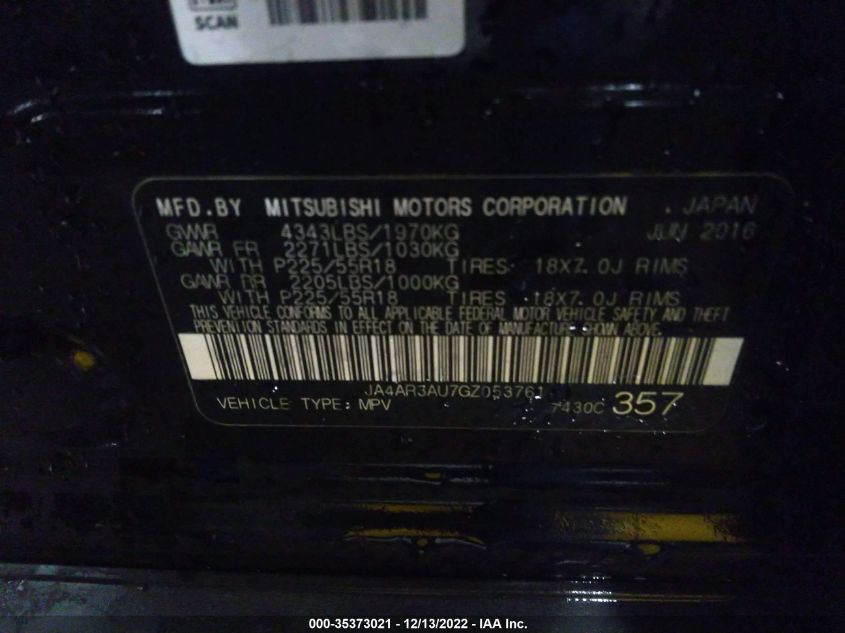 SCAN
MFD.BY MITSUBISHI MOTORS CORPORATION . JAPAN
GVWR 4343LBS/1970KG JUN 2016
GAWR FR 2271LBS/1030KG
WITH P225/55R18 TIRES 18X7.0J RIMS
GAWR RR 2205LBS/1000KG
WITH P225/55R18 TIRES 18X7.0J RIMS
THIS VEHICLE CONFORMS TO ALL APPLICABLE FEDERAL MOTOR VEHICLE SAFETY AND THEFT
PREVENTION STANDARDS IN EFFECT ON THE DATE OF MANUFACTURE SHOWN ABOVE.
JA4AR3AU7GZ053761
VEHICLE TYPE: MPV 7430C 357
000-35373021 - 12/13/2022 - IAA Inc.